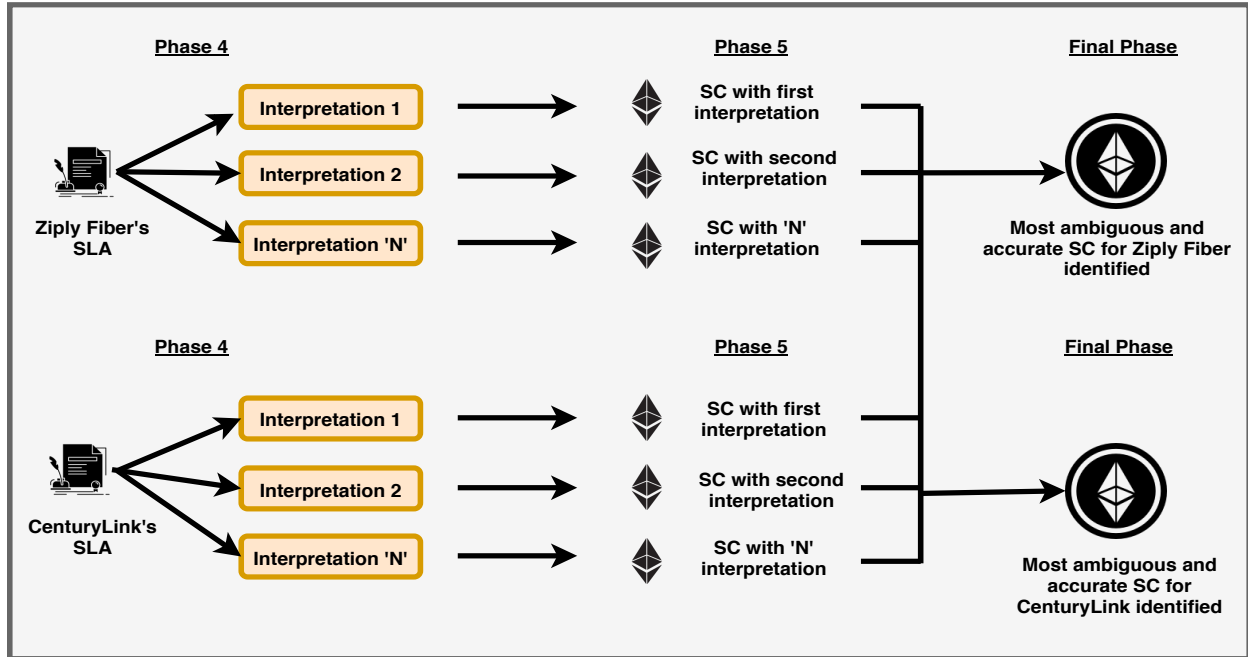 Phase 4
Phase 5
Final Phase
Interpretation 1
SC with first
interpretation
Interpretation 2
SC with second
interpretation
Ziply Fiber's
SLA
Interpretation 'N'
SC with 'N'
interpretation
Most ambiguous and
accurate SC for Ziply Fiber
identified
Phase 4
Phase 5
Final Phase
Interpretation 1
SC with first
interpretation
Interpretation 2
SC with second
interpretation
CenturyLink's
SLA
Interpretation 'N'
SC with 'N'
interpretation
Most ambiguous and
accurate SC for
CenturyLink identified